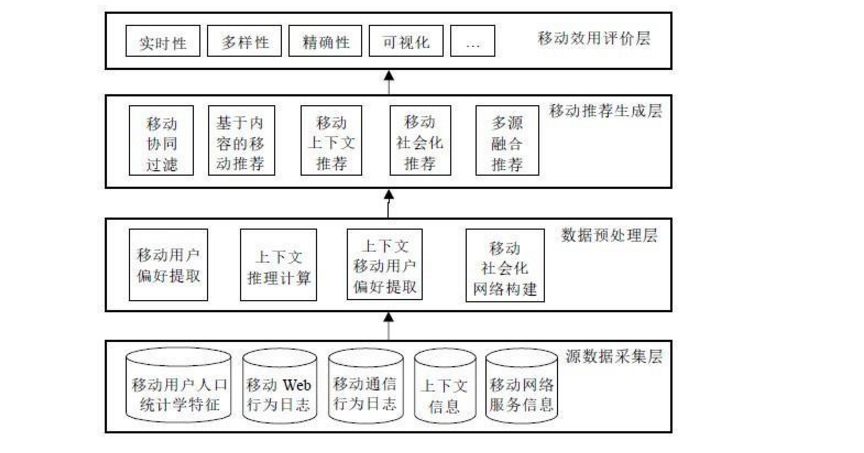 实时性
多样性
精确性
可视化
…
移动效用评价层
移动推荐生成层
移动
协同
过滤
基于内
容的移
动推荐
移动
上下文
推荐
移动
社会化
推荐
多源
融合
推荐
数据预处理层
移动用户
偏好提取
上下文
推理计算
上下文
移动用户
偏好提取
移动
社会化
网络构建
源数据采集层
移动用户人口
统计学特征
移动 Web
行为日志
移动通信
行为日志
上下文
信息
移动网络
服务信息